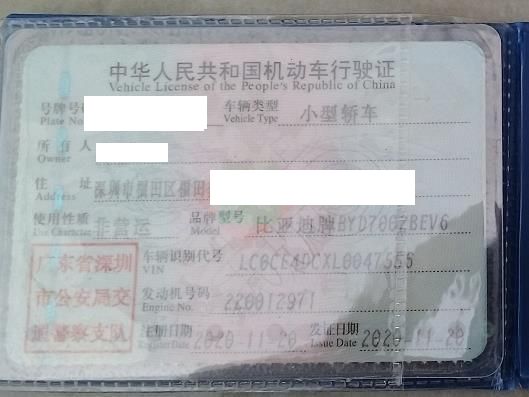 中华人民共和国机动车行驶证
Vehicle License of the People's Republic of China
号牌号 车辆类型 小型轿车
Plate No. Vehicle Type
所有人
Owner
住址 深圳市福田区福田
Address
使用性质 非营运 品牌型号 比亚迪牌BYD7002BEV6
Use Character Model
广东省深圳 车辆识别代号 LC0CE4DCXL0047556
VIN
市公安局交 发动机号码 220012971
Engine No.
通警察支队 注册日期 2020-11-20 发证日期 2020-11-20
Register Date Issue Date